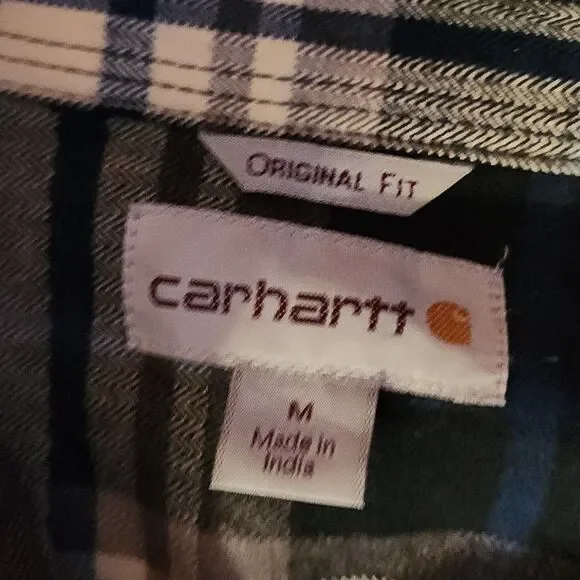 ORIGINAL FIT
carhartt
M
Made in
India